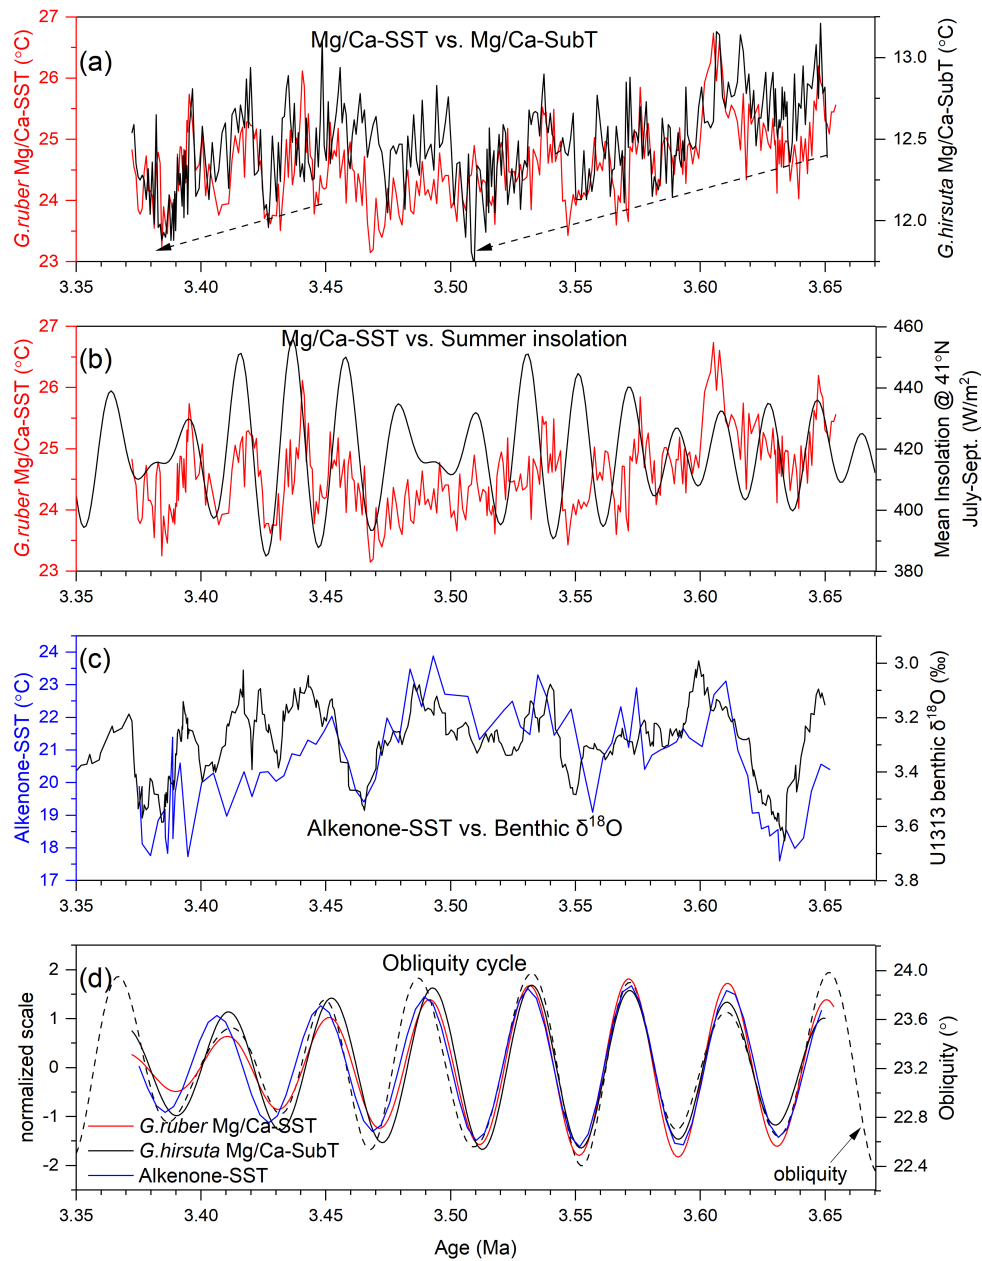 Mg/Ca-SST vs. Mg/Ca-SubT
(a)
G.ruber Mg/Ca-SST (°C)
27
26
25
24
23
G.hirsuta Mg/Ca-SubT (°C)
13.0
12.5
12.0
3.35 3.40 3.45 3.50 3.55 3.60 3.65
Mg/Ca-SST vs. Summer insolation
(b)
G.ruber Mg/Ca-SST (°C)
27
26
25
24
23
Mean Insolation @ 41°N
July-Sept. (W/m²)
460
440
420
400
380
3.35 3.40 3.45 3.50 3.55 3.60 3.65
(c)
Alkenone-SST (°C)
24
23
22
21
20
19
18
17
U1313 benthic δ¹⁸O (‰)
3.0
3.2
3.4
3.6
3.8
Alkenone-SST vs. Benthic δ¹⁸O
3.35 3.40 3.45 3.50 3.55 3.60 3.65
(d)
Obliquity cycle
normalized scale
2
1
0
-1
-2
Obliquity (°)
24.0
23.6
23.2
22.8
22.4
G.ruber Mg/Ca-SST
G.hirsuta Mg/Ca-SubT
Alkenone-SST
obliquity
3.35 3.40 3.45 3.50 3.55 3.60 3.65
Age (Ma)